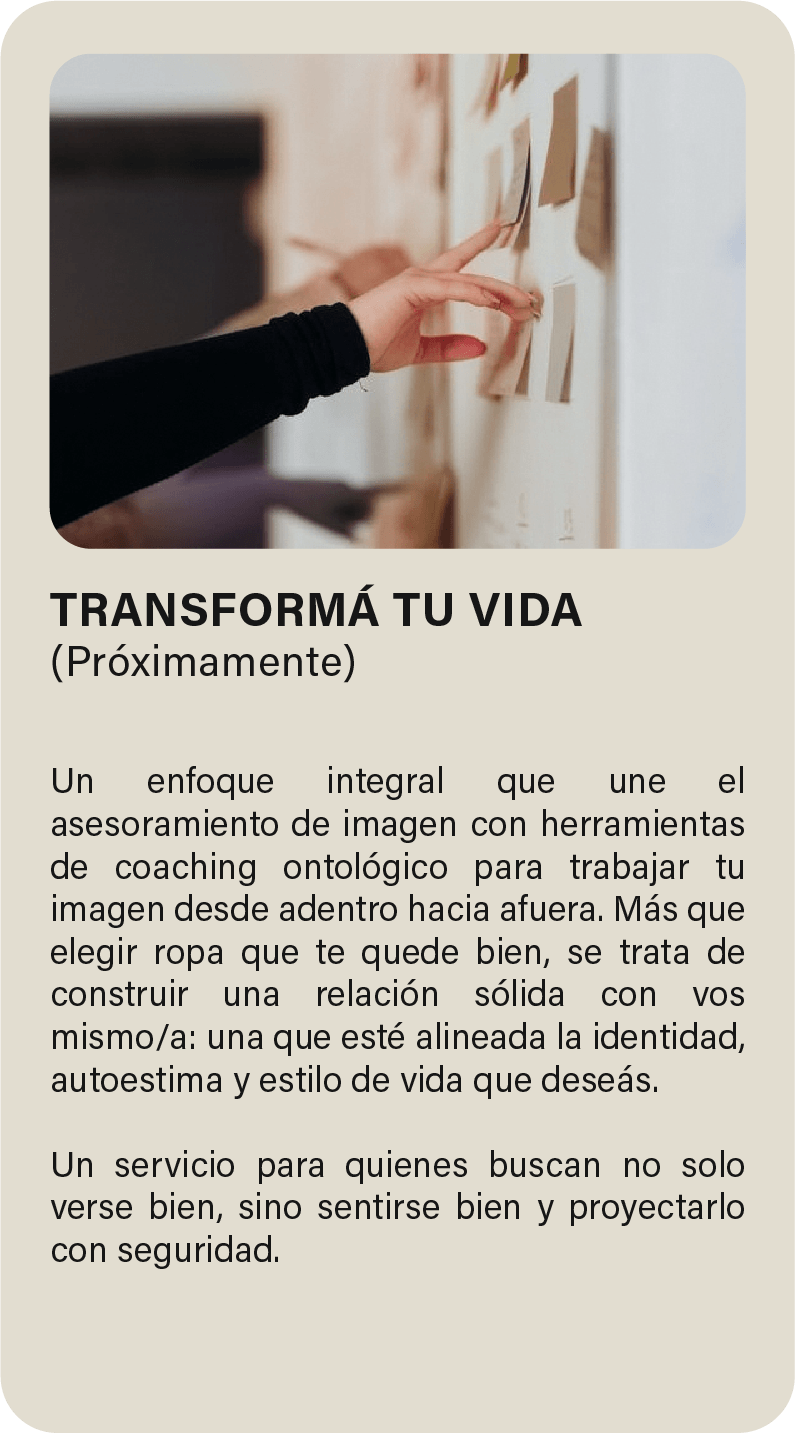 TRANSFORMÁ TU VIDA
(Próximamente)
Un enfoque integral que une el
asesoramiento de imagen con herramientas
de coaching ontológico para trabajar tu
imagen desde adentro hacia afuera. Más que
elegir ropa que te quede bien, se trata de
construir una relación sólida con vos
mismo/a: una que esté alineada la identidad,
autoestima y estilo de vida que deseás.
Un servicio para quienes buscan no solo
verse bien, sino sentirse bien y proyectarlo
con seguridad.